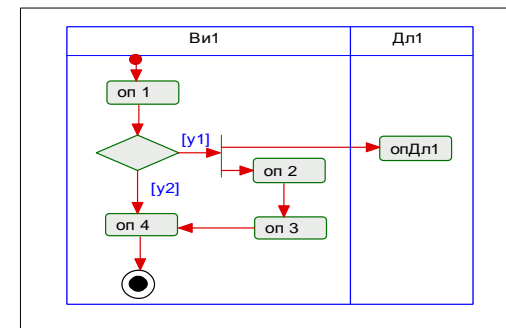 Ви1
Дл1
оп 1
[у1]
опДл1
оп 2
[у2]
оп 4
оп 3